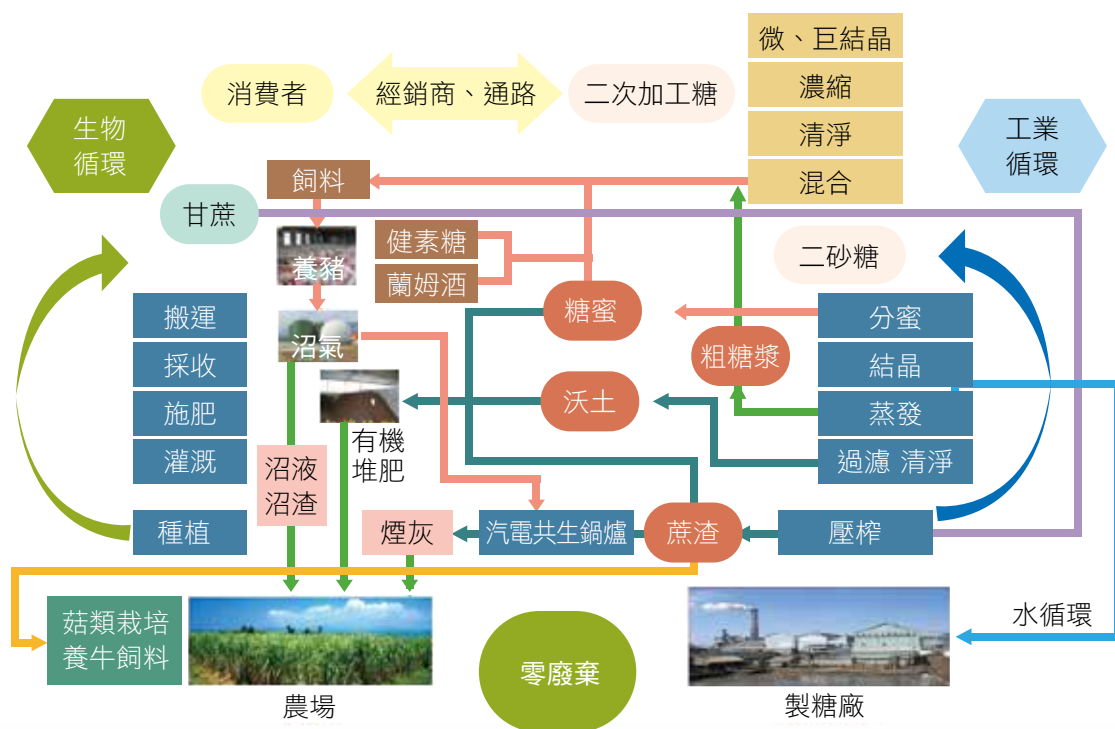 微、巨結晶
濃縮
清淨
混合
消費者
經銷商、通路
二次加工糖
生物
循環
工業
循環
飼料
甘蔗
養豬
健素糖
蘭姆酒
二砂糖
糖蜜
沼氣
粗糖漿
搬運
採收
施肥
灌溉
種植
分蜜
結晶
蒸發
過濾 清淨
壓榨
沃土
有機
堆肥
沼液
沼渣
煙灰
汽電共生鍋爐
蔗渣
菇類栽培
養牛飼料
零廢棄
水循環
農場
製糖廠